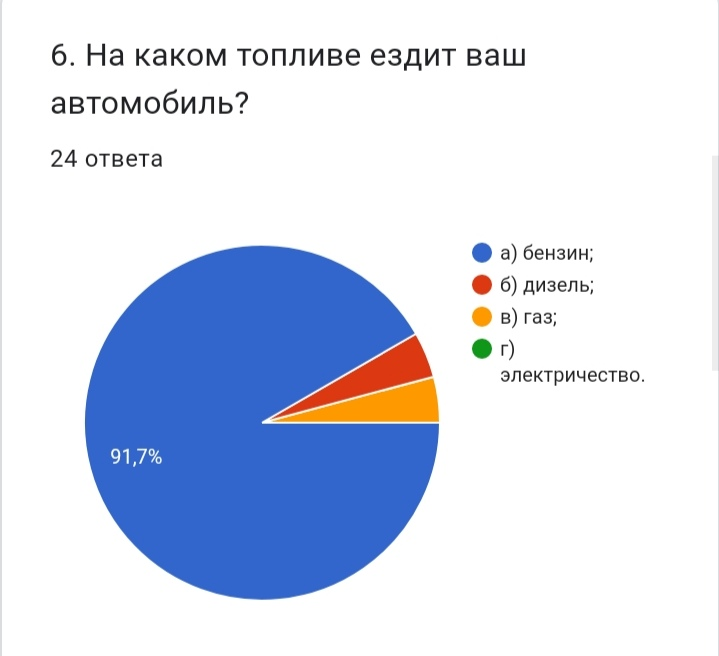 6. На каком топливе ездит ваш
автомобиль?
24 ответа
а) бензин;
б) дизель;
в) газ;
г)
электричество.
91,7%